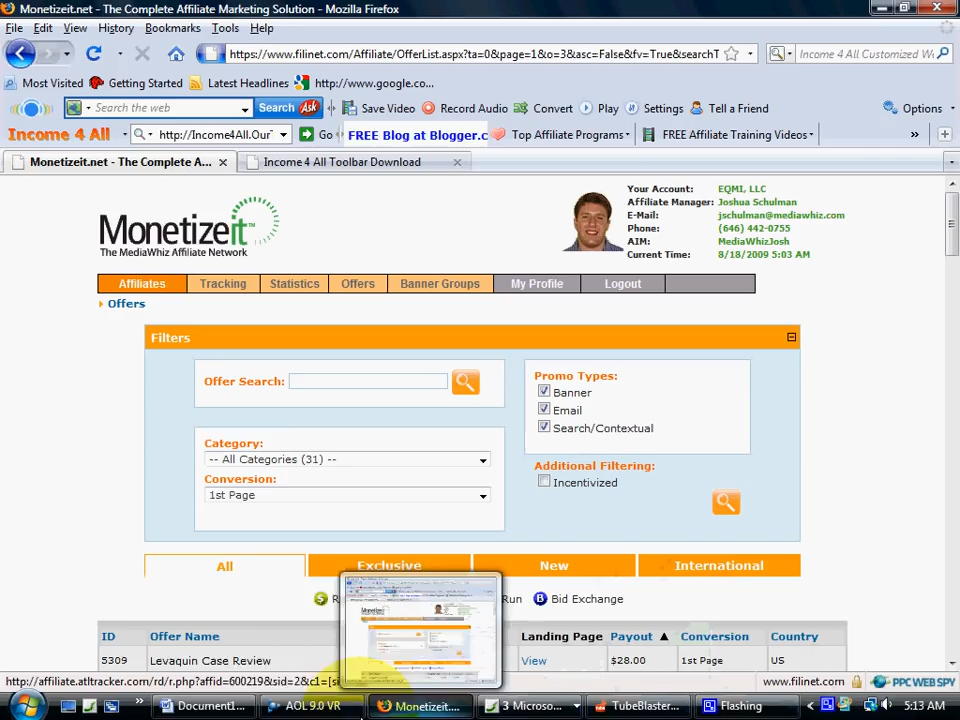 Monetizeit.net - The Complete Affiliate Marketing Solution - Mozilla Firefox
File Edit View History Bookmarks Tools Help
https://www.filinet.com/Affiliate/OfferList.aspx?ta=0&page=1&o=3&asc=False&fv=True&searchT
Income 4 All Customized W
Most Visited Getting Started Latest Headlines http://www.google.co...
Search the web Search Ask Save Video Record Audio Convert Play Settings Tell a Friend Options
Income 4 All http://Income4All.OurT Go FREE Blog at Blogger.c Top Affiliate Programs FREE Affiliate Training Videos »
Monetizeit.net - The Complete A... Income 4 All Toolbar Download
Monetizeit™
The MediaWhiz Affiliate Network
Your Account: EQMI, LLC
Affiliate Manager: Joshua Schulman
E-Mail: jschulman@mediawhiz.com
Phone: (646) 442-0755
AIM: MediaWhizJosh
Current Time: 8/18/2009 5:03 AM
Affiliates Tracking Statistics Offers Banner Groups My Profile Logout
Offers
Filters
Offer Search:
Category:
-- All Categories (31) --
Conversion:
1st Page
Promo Types:
Banner
Email
Search/Contextual
Additional Filtering:
Incentivized
All Exclusive New International
S R Run B Bid Exchange
ID Offer Name Landing Page Payout ▲ Conversion Country
5309 Levaquin Case Review View $28.00 1st Page US
http://affiliate.atltracker.com/rd/r.php?affid=600219&sid=2&c1=[si www.filinet.com PPC WEB SPY
Document1... AOL 9.0 VR Monetizeit.... 3 Microso... TubeBlaster... Flashing 5:13 AM